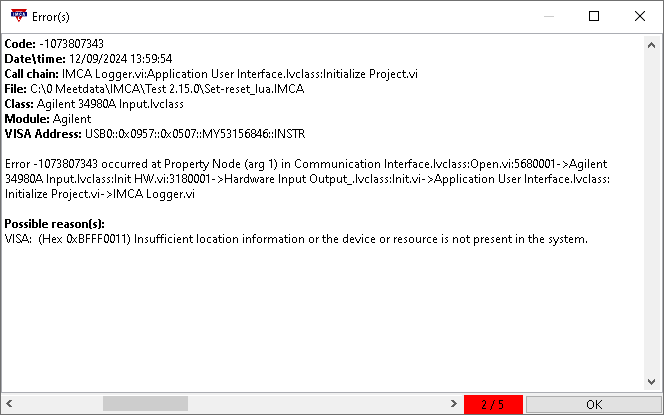 IMCA Error(s)
Code: -1073807343
Date\time: 12/09/2024 13:59:54
Call chain: IMCA Logger.vi:Application User Interface.lvclass:Initialize Project.vi
File: C:\0 Meetdata\IMCA\Test 2.15.0\Set-reset_lua.IMCA
Class: Agilent 34980A Input.lvclass
Module: Agilent
VISA Address: USB0::0x0957::0x0507::MY53156846::INSTR
Error -1073807343 occurred at Property Node (arg 1) in Communication Interface.lvclass:Open.vi:5680001->Agilent
34980A Input.lvclass:Init HW.vi:3180001->Hardware Input Output_.lvclass:Init.vi->Application User Interface.lvclass:
Initialize Project.vi->IMCA Logger.vi
Possible reason(s):
VISA:  (Hex 0xBFFF0011) Insufficient location information or the device or resource is not present in the system.
2 / 5 OK